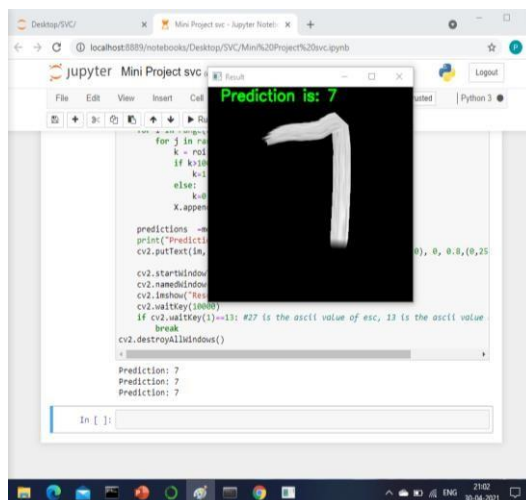 Desktop/SVC/
Mini Project svc - Jupyter Noteb
localhost:8889/notebooks/Desktop/SVC/Mini%20Project%20svc.ipynb
jupyter Mini Project svc
Logout
File Edit View Insert Cell
Python 3
Result
Prediction is: 7
for j in ra
k = roi
if k>10
k=1
else:
k=0
X.appen
predictions =m
print("Predicti
cv2.putText(im,
0), 0, 0.8,(0,25
cv2.startWindow
cv2.namedWindow
cv2.imshow("Res
cv2.waitKey(10000)
if cv2.waitKey(1)==13: #27 is the ascii value of esc, 13 is the ascii value
break
cv2.destroyAllWindows()
Prediction: 7
Prediction: 7
Prediction: 7
In [ ]:
ENG
21:02
30-04-2021